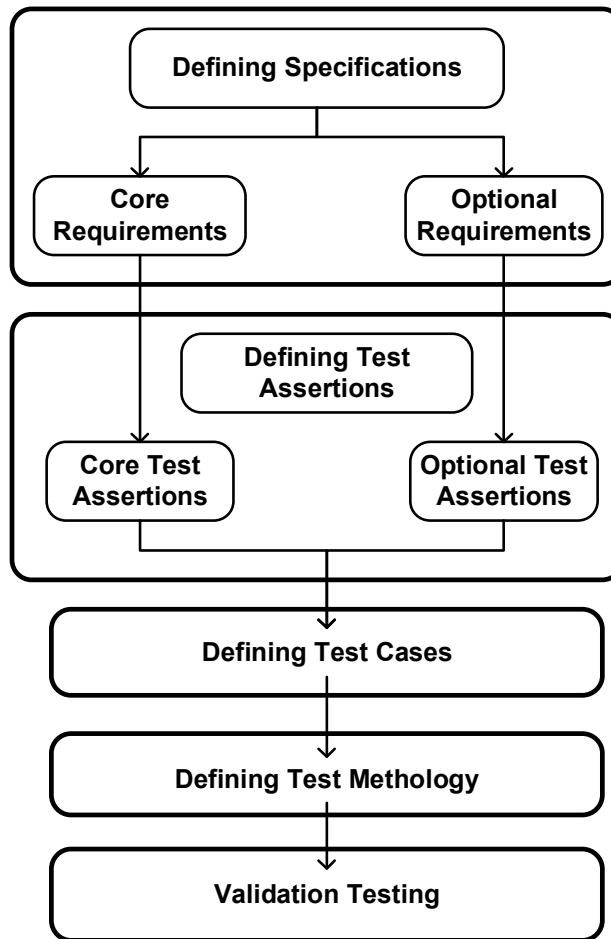 Defining Specifications
Core
Requirements
Optional
Requirements
Defining Test
Assertions
Core Test
Assertions
Optional Test
Assertions
Defining Test Cases
Defining Test Methology
Validation Testing